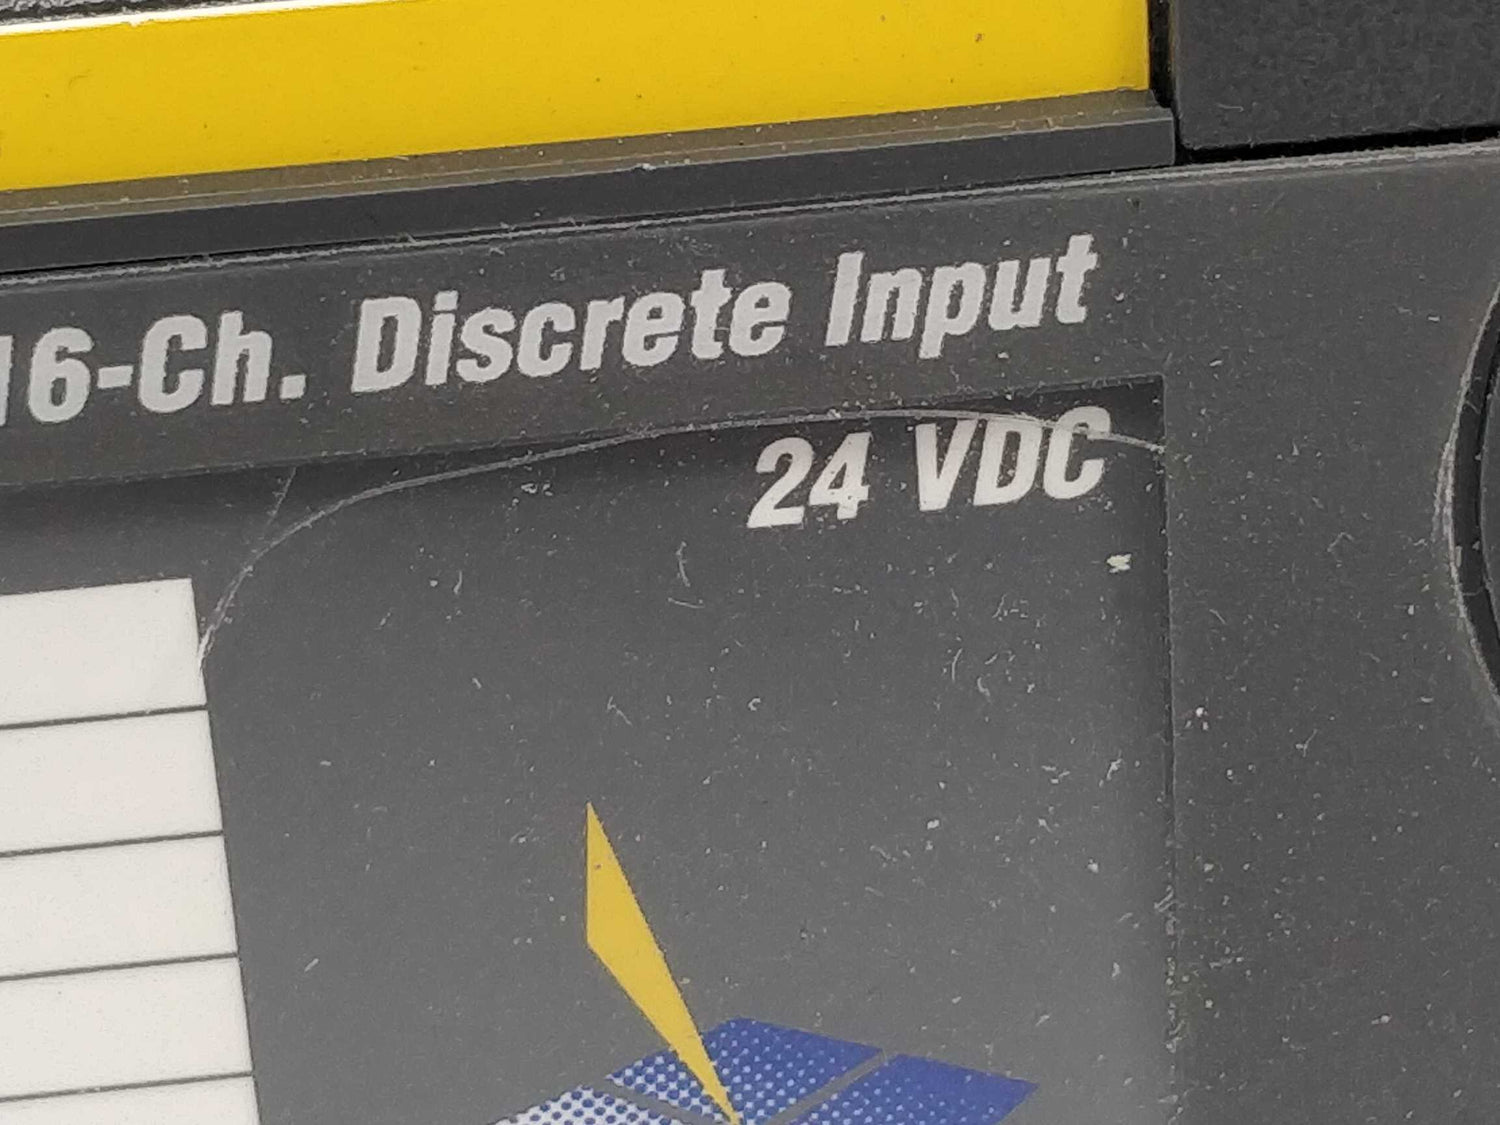 16-Ch. Discrete Input
24 VDC